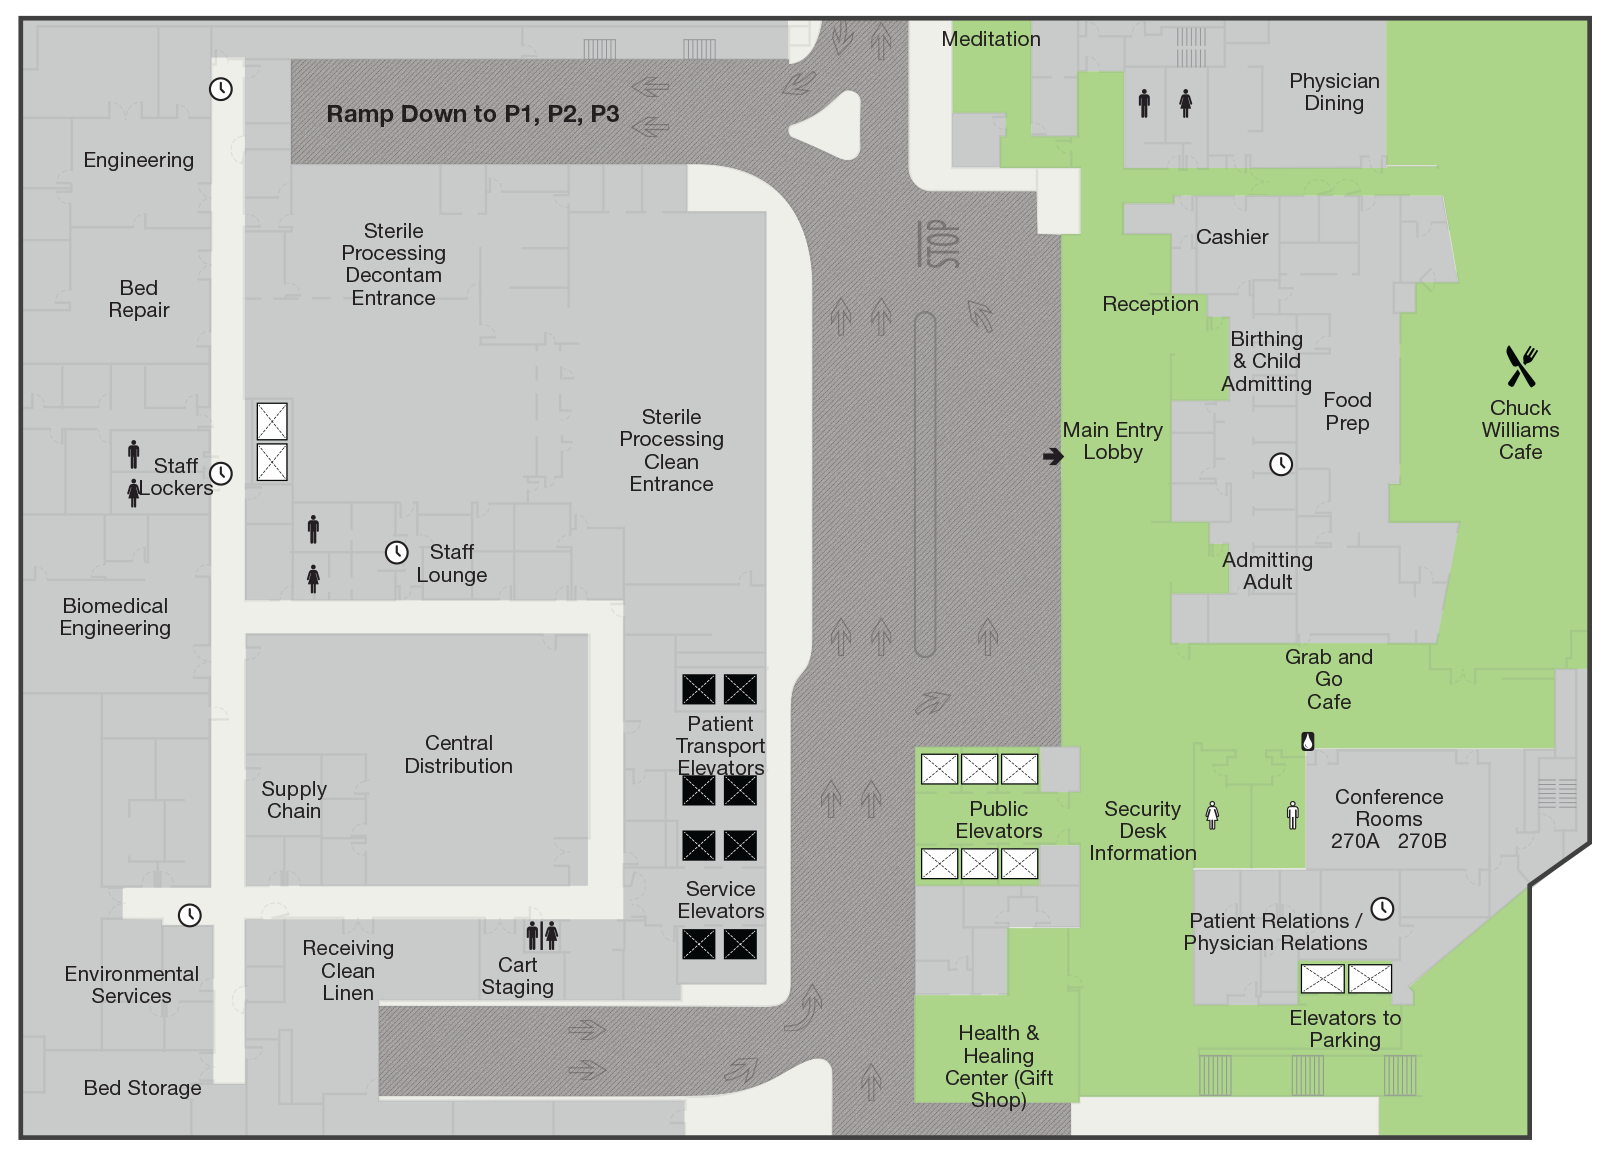 Meditation
Physician
Dining
Ramp Down to P1, P2, P3
Engineering
Sterile
Processing
Decontam
Entrance
STOP
Cashier
Bed
Repair
Reception
Birthing
& Child
Admitting
Food
Prep
Chuck
Williams
Cafe
Sterile
Processing
Clean
Entrance
Main Entry
Lobby
Staff
Lockers
Staff
Lounge
Admitting
Adult
Biomedical
Engineering
Grab and
Go
Cafe
Patient
Transport
Elevators
Central
Distribution
Supply
Chain
Public
Elevators
Security
Desk
Information
Conference
Rooms
270A 270B
Service
Elevators
Patient Relations /
Physician Relations
Receiving
Clean
Linen
Cart
Staging
Environmental
Services
Elevators to
Parking
Health &
Healing
Center (Gift
Shop)
Bed Storage